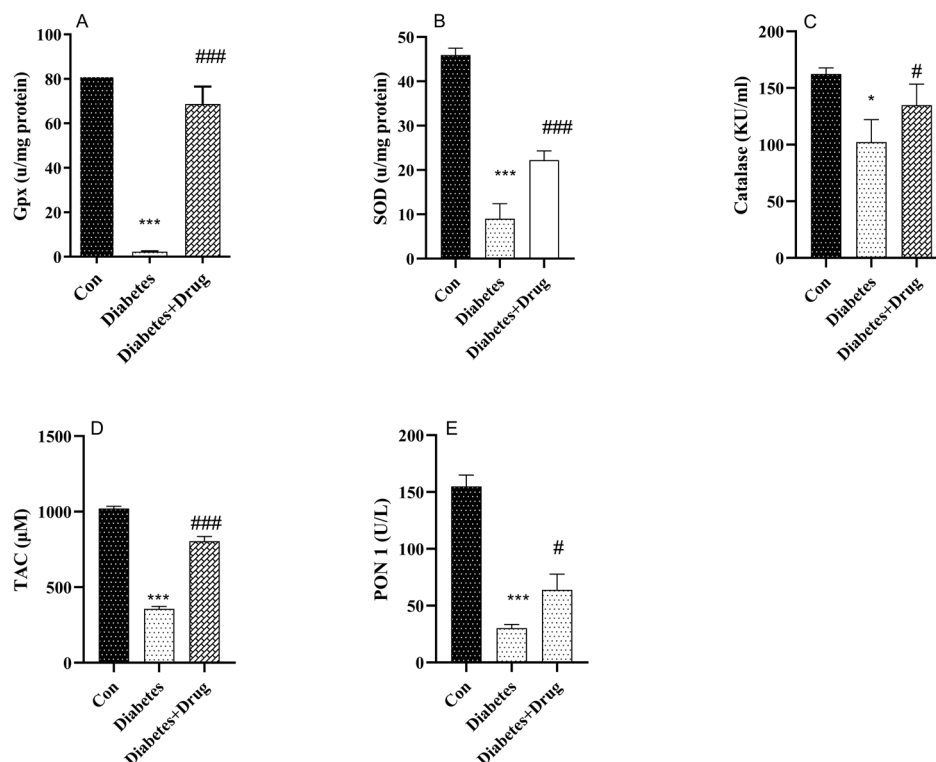 A
Gpx (u/mg protein)
100
80
60
40
20
0
***
###
Con
Diabetes
Diabetes+Drug
B
SOD (u/mg protein)
50
40
30
20
10
0
***
###
Con
Diabetes
Diabetes+Drug
C
Catalase (KU/ml)
200
150
100
50
0
*
#
Con
Diabetes
Diabetes+Drug
D
TAC (µM)
1500
1000
500
0
***
###
Con
Diabetes
Diabetes+Drug
E
PON 1 (U/L)
200
150
100
50
0
***
#
Con
Diabetes
Diabetes+Drug